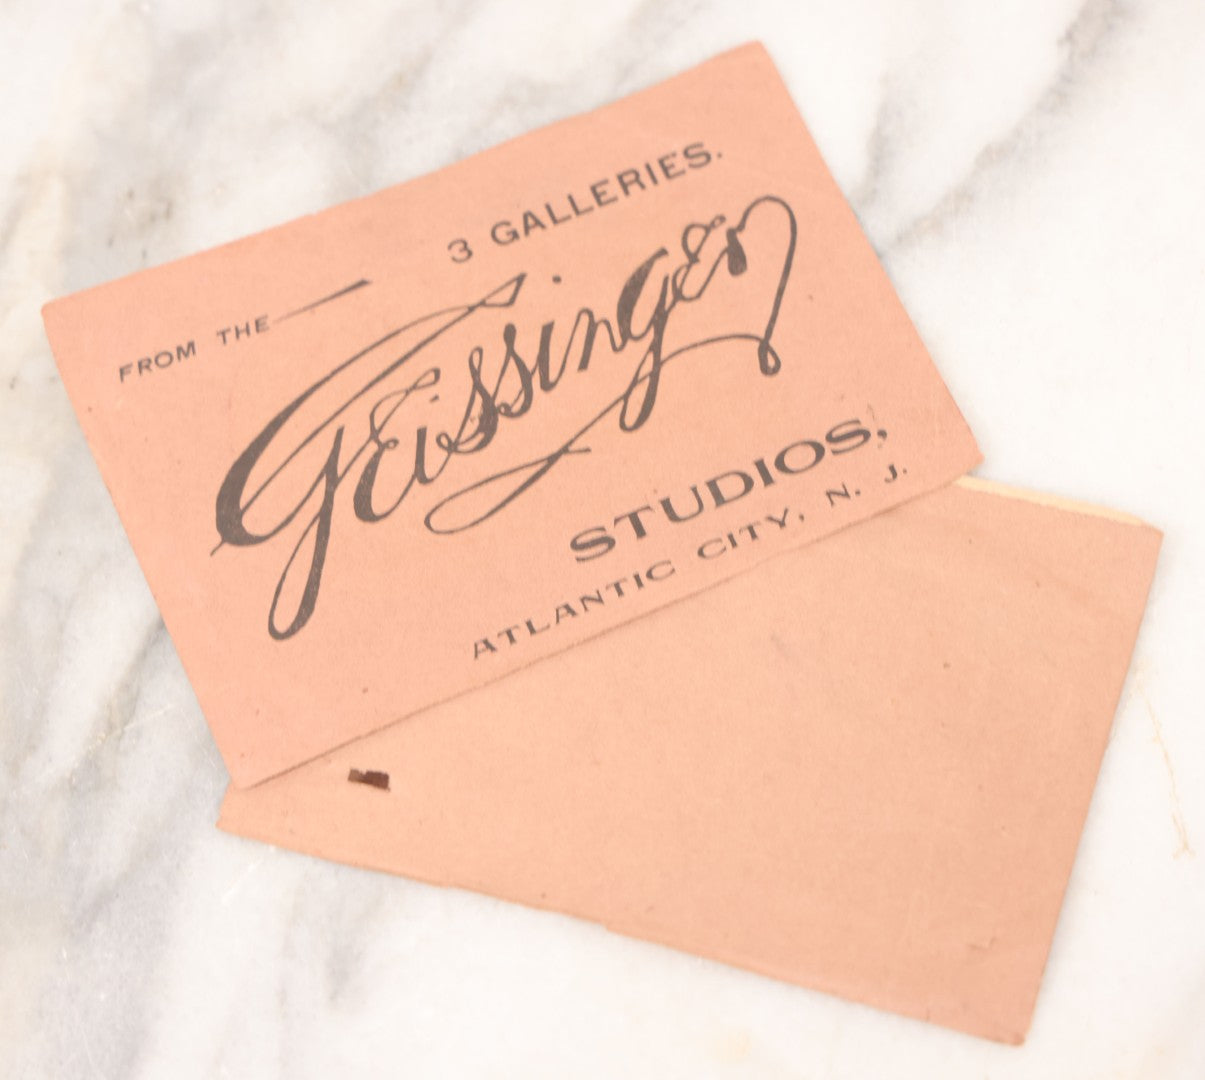 3 GALLERIES.
FROM THE
Geissinger
STUDIOS,
ATLANTIC CITY, N. J.